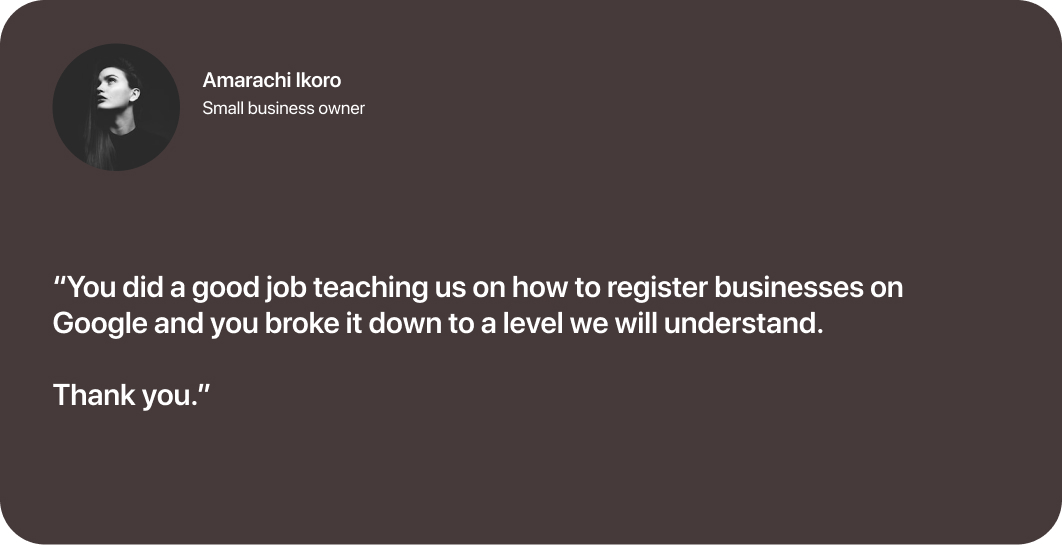 Amarachi Ikoro
Small business owner
“You did a good job teaching us on how to register businesses on
Google and you broke it down to a level we will understand.
Thank you.”